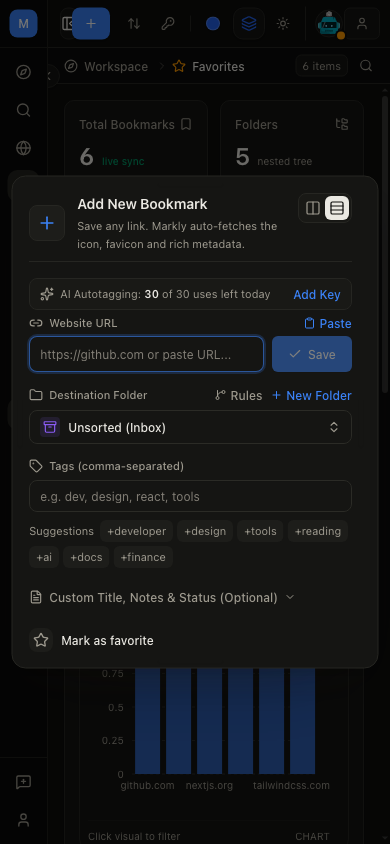 M
Workspace
Favorites
6 items
Total Bookmarks
6 live sync
Folders
5 nested tree
Add New Bookmark
Save any link. Markly auto-fetches the
icon, favicon and rich metadata.
AI Autotagging: 30 of 30 uses left today
Add Key
Website URL
Paste
https://github.com or paste URL...
Save
Destination Folder
Rules
+ New Folder
Unsorted (Inbox)
Tags (comma-separated)
e.g. dev, design, react, tools
Suggestions +developer +design +tools +reading
+ai +docs +finance
Custom Title, Notes & Status (Optional)
Mark as favorite
0.75
0.5
0.25
0
github.com nextjs.org tailwindcss.com
Click visual to filter
CHART